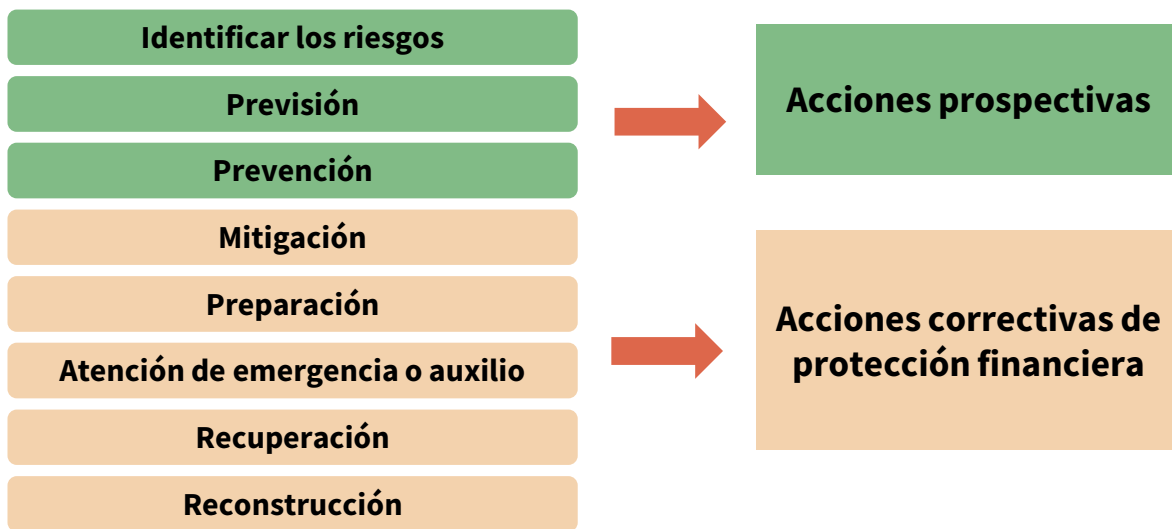 Identificar los riesgos
Previsión
Prevención
Mitigación
Preparación
Atención de emergencia o auxilio
Recuperación
Reconstrucción
Acciones prospectivas
Acciones correctivas de
protección financiera